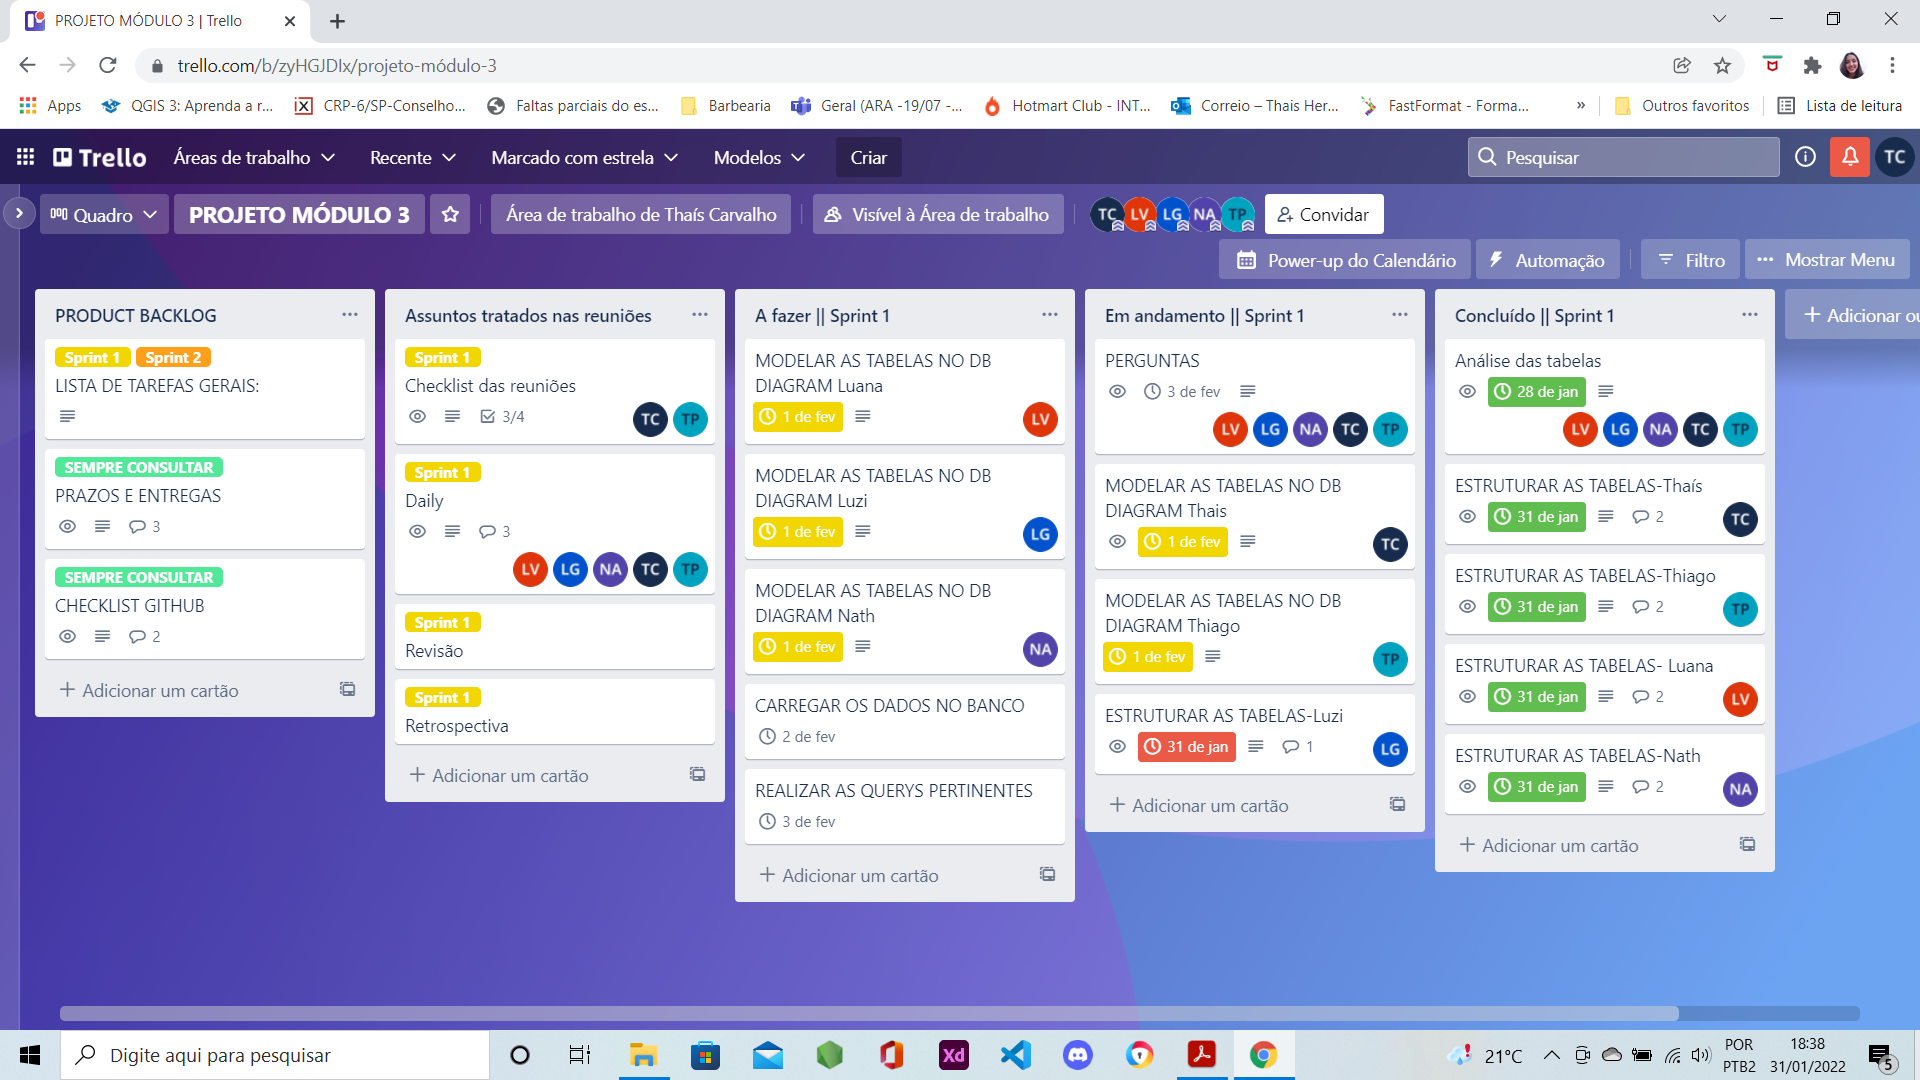 PROJETO MÓDULO 3 | Trello
trello.com/b/zyHGJDIx/projeto-módulo-3
Apps
QGIS 3: Aprenda a r...
CRP-6/SP-Conselho...
Faltas parciais do es...
Barbearia
Geral (ARA -19/07 -...
Hotmart Club - INT...
Correio – Thais Her...
FastFormat - Forma...
»
Outros favoritos
Lista de leitura
Trello
Áreas de trabalho
Recente
Marcado com estrela
Modelos
Criar
Pesquisar
TC
Quadro
PROJETO MÓDULO 3
Área de trabalho de Thaís Carvalho
Visível à Área de trabalho
TC LV LG NA TP
Convidar
Power-up do Calendário
Automação
Filtro
Mostrar Menu
PRODUCT BACKLOG
Sprint 1 Sprint 2
LISTA DE TAREFAS GERAIS:
SEMPRE CONSULTAR
PRAZOS E ENTREGAS
3
SEMPRE CONSULTAR
CHECKLIST GITHUB
2
+ Adicionar um cartão
Assuntos tratados nas reuniões
Sprint 1
Checklist das reuniões
3/4
TC TP
Sprint 1
Daily
3
LV LG NA TC TP
Sprint 1
Revisão
Sprint 1
Retrospectiva
+ Adicionar um cartão
A fazer || Sprint 1
MODELAR AS TABELAS NO DB
DIAGRAM Luana
1 de fev
LV
MODELAR AS TABELAS NO DB
DIAGRAM Luzi
1 de fev
LG
MODELAR AS TABELAS NO DB
DIAGRAM Nath
1 de fev
NA
CARREGAR OS DADOS NO BANCO
2 de fev
REALIZAR AS QUERYS PERTINENTES
3 de fev
+ Adicionar um cartão
Em andamento || Sprint 1
PERGUNTAS
3 de fev
LV LG NA TC TP
MODELAR AS TABELAS NO DB
DIAGRAM Thais
1 de fev
TC
MODELAR AS TABELAS NO DB
DIAGRAM Thiago
1 de fev
TP
ESTRUTURAR AS TABELAS-Luzi
31 de jan
1
LG
+ Adicionar um cartão
Concluído || Sprint 1
Análise das tabelas
28 de jan
LV LG NA TC TP
ESTRUTURAR AS TABELAS-Thaís
31 de jan
2
TC
ESTRUTURAR AS TABELAS-Thiago
31 de jan
2
TP
ESTRUTURAR AS TABELAS- Luana
31 de jan
2
LV
ESTRUTURAR AS TABELAS-Nath
31 de jan
2
NA
+ Adicionar um cartão
+ Adicionar ou
Digite aqui para pesquisar
Xd
21°C
POR
PTB2
18:38
31/01/2022
5